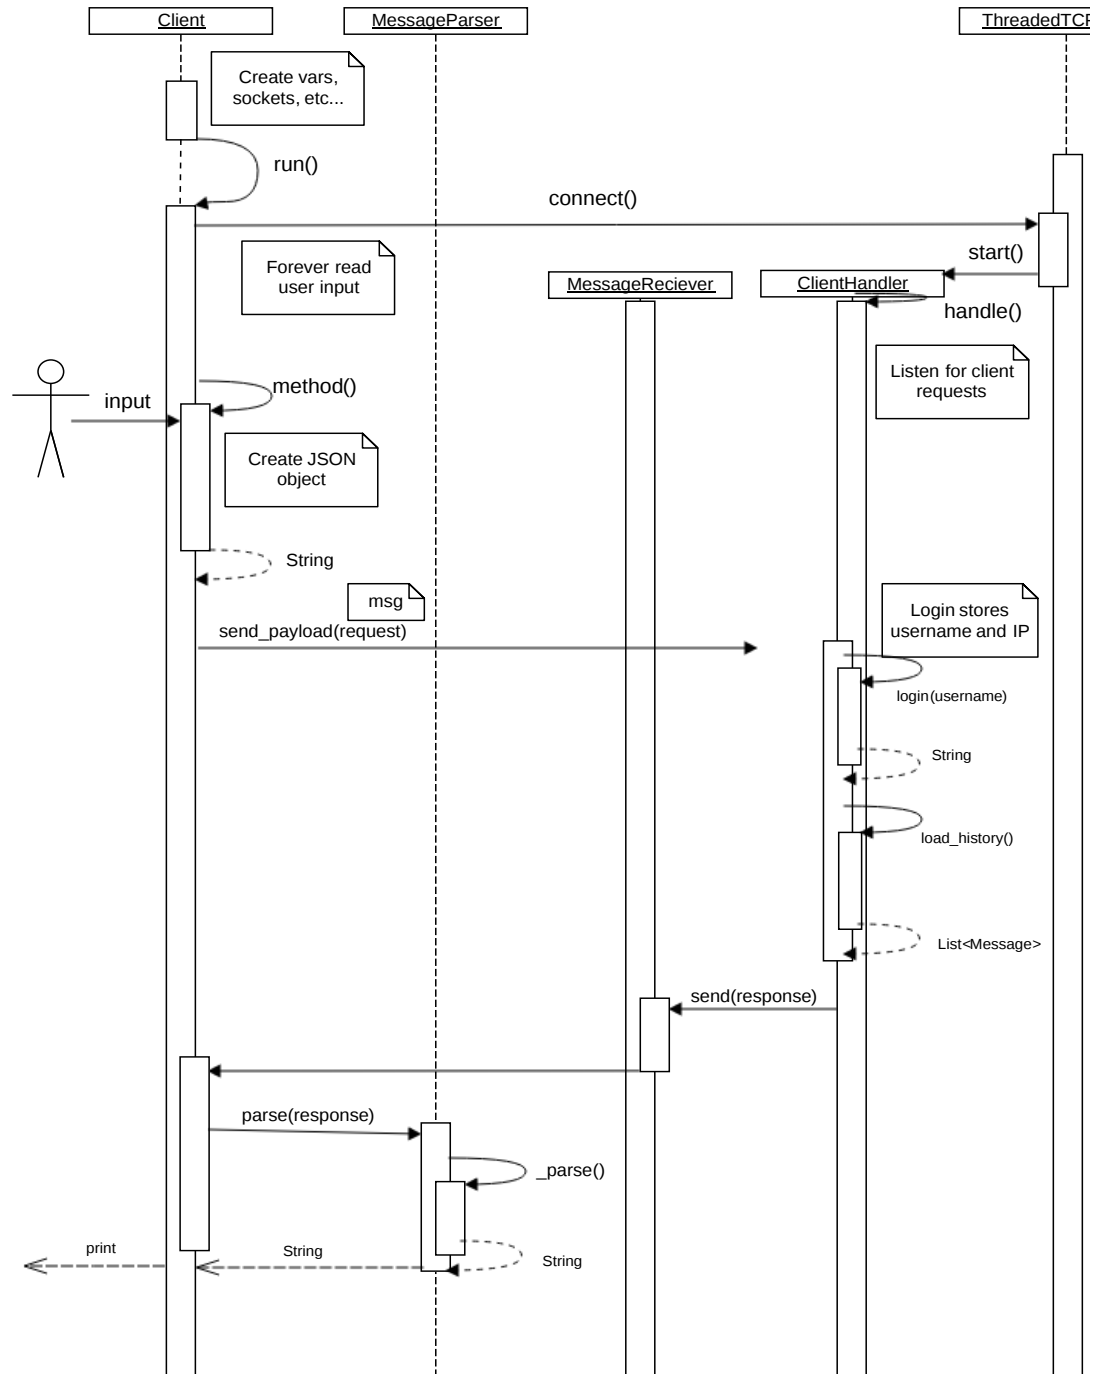 Client
MessageParser
ThreadedTCP
Create vars,
sockets, etc...
run()
connect()
start()
Forever read
user input
MessageReciever
ClientHandler
handle()
Listen for client
requests
method()
input
Create JSON
object
String
msg
Login stores
username and IP
send_payload(request)
login(username)
String
load_history()
List<Message>
send(response)
parse(response)
_parse()
print
String
String